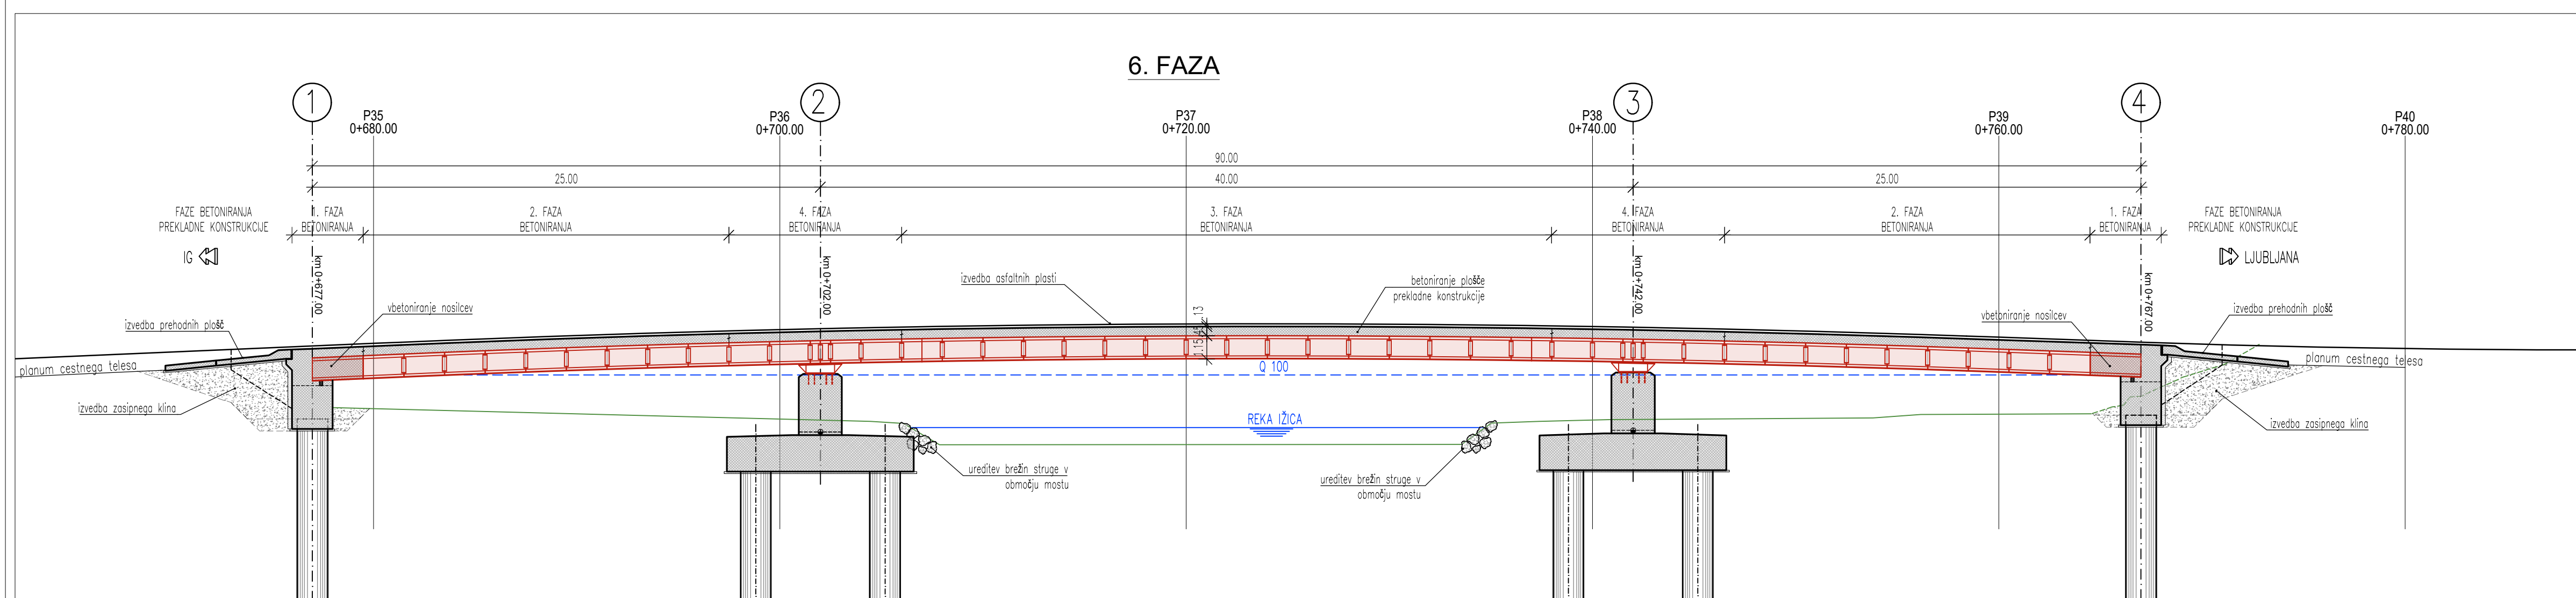 6. FAZA
1
2
3
4
P35
0+680.00
P36
0+700.00
P37
0+720.00
P38
0+740.00
P39
0+760.00
P40
0+780.00
90.00
25.00
40.00
25.00
FAZE BETONIRANJA
PREKLADNE KONSTRUKCIJE
1. FAZA
BETONIRANJA
2. FAZA
BETONIRANJA
4. FAZA
BETONIRANJA
3. FAZA
BETONIRANJA
4. FAZA
BETONIRANJA
2. FAZA
BETONIRANJA
1. FAZA
BETONIRANJA
FAZE BETONIRANJA
PREKLADNE KONSTRUKCIJE
IG
LJUBLJANA
km 0+677.00
km 0+702.00
km 0+742.00
km 0+767.00
izvedba asfaltnih plasti
betoniranje plošče
prekladne konstrukcije
vbetoniranje nosilcev
vbetoniranje nosilcev
izvedba prehodnih plošč
izvedba prehodnih plošč
planum cestnega telesa
planum cestnega telesa
Q 100
izvedba zasipnega klina
izvedba zasipnega klina
REKA IŽICA
ureditev brežin struge v
območju mostu
ureditev brežin struge v
območju mostu